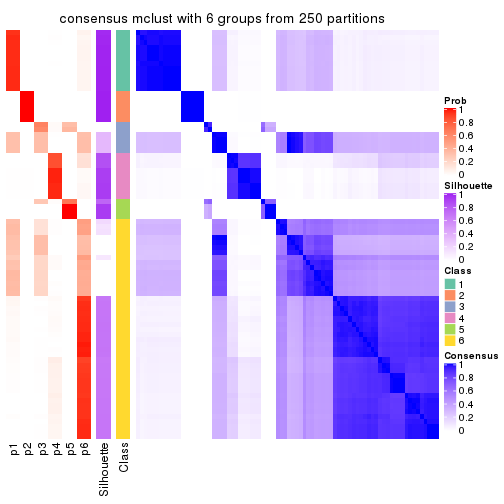 consensus mclust with 6 groups from 250 partitions
Prob
1
0.8
0.6
0.4
0.2
0
Silhouette
1
0.8
0.6
0.4
0.2
0
Class
1
2
3
4
5
6
Consensus
1
0.8
0.6
0.4
0.2
0
p1
p2
p3
p4
p5
p6
Silhouette
Class